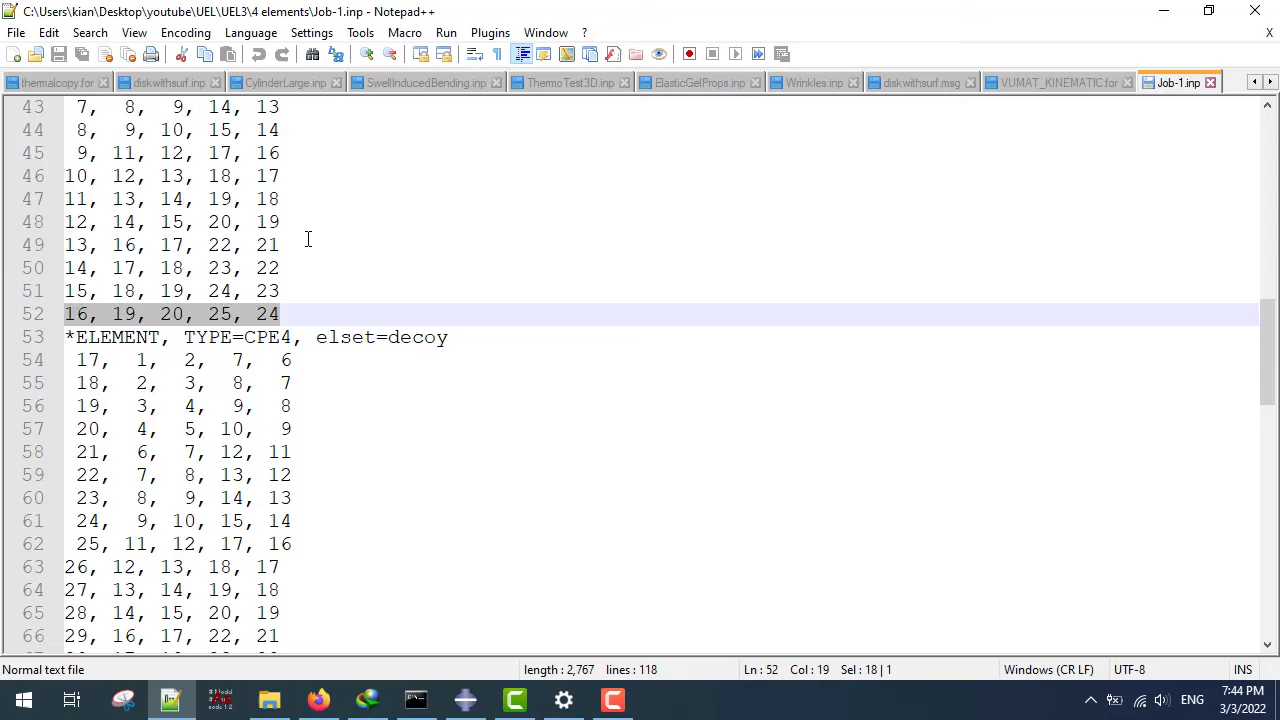 C:\Users\kian\Desktop\youtube\UEL\UEL3\4 elements\Job-1.inp - Notepad++
File Edit Search View Encoding Language Settings Tools Macro Run Plugins Window ? X
thermalcopy.for diskwithsurf.inp CylinderLarge.inp SwellInducedBending.inp ThermoTest3D.inp ElasticGelProps.inp Wrinkles.inp diskwithsurf.msg VUMAT_KINEMATIC.for Job-1.inp
43 7, 8, 9, 14, 13
44 8, 9, 10, 15, 14
45 9, 11, 12, 17, 16
46 10, 12, 13, 18, 17
47 11, 13, 14, 19, 18
48 12, 14, 15, 20, 19
49 13, 16, 17, 22, 21
50 14, 17, 18, 23, 22
51 15, 18, 19, 24, 23
52 16, 19, 20, 25, 24
53 *ELEMENT, TYPE=CPE4, elset=decoy
54 17, 1, 2, 7, 6
55 18, 2, 3, 8, 7
56 19, 3, 4, 9, 8
57 20, 4, 5, 10, 9
58 21, 6, 7, 12, 11
59 22, 7, 8, 13, 12
60 23, 8, 9, 14, 13
61 24, 9, 10, 15, 14
62 25, 11, 12, 17, 16
63 26, 12, 13, 18, 17
64 27, 13, 14, 19, 18
65 28, 14, 15, 20, 19
66 29, 16, 17, 22, 21
Normal text file length : 2,767 lines : 118 Ln : 52 Col : 19 Sel : 18 | 1 Windows (CR LF) UTF-8 INS
ENG 7:44 PM
3/3/2022